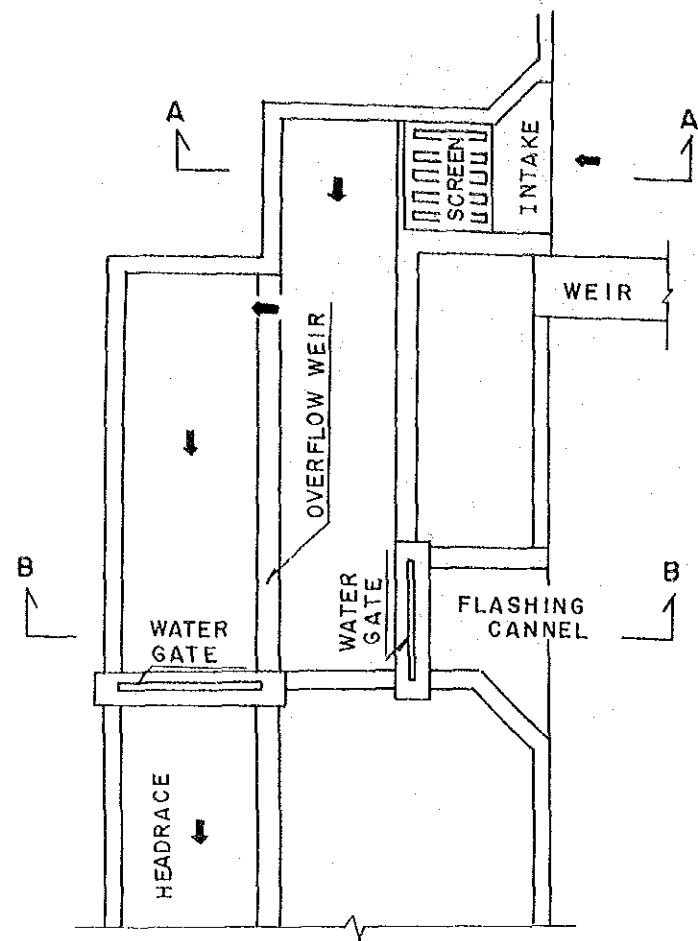 A
A
SCREEN
INTAKE
WEIR
OVERFLOW WEIR
B
B
WATER
GATE
WATER
GATE
FLASHING
CANNEL
HEADRACE